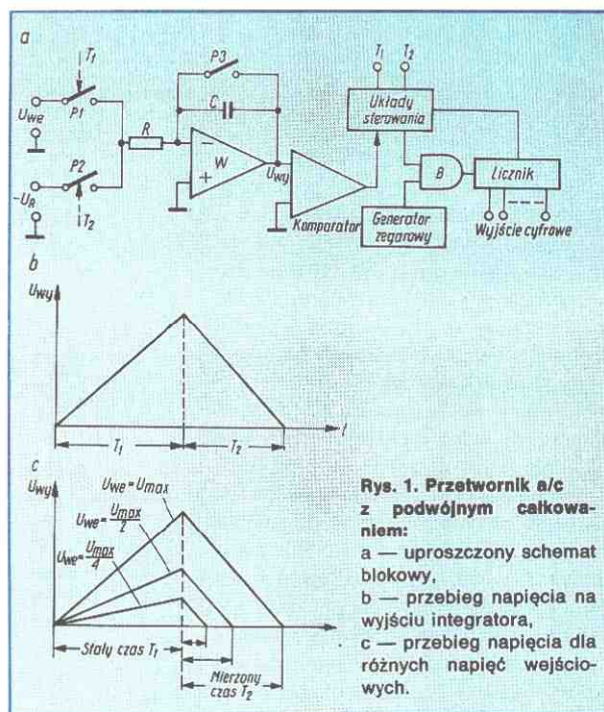 a
T1
T2
P3
T1
Uwe
P1
C
R
W
Uwy
Układy
sterowania
B
Licznik
P2
-UR
T2
Komparator
Generator
zegarowy
Wyjście cyfrowe
b
Uwy
T1
T2
t
c
Uwy
Uwe=Umax
Uwe=Umax/2
Uwe=Umax/4
Stały czas T1
Mierzony
czas T2
Rys. 1. Przetwornik a/c
z podwójnym całkowa-
niem:
a — uproszczony schemat
blokowy,
b — przebieg napięcia na
wyjściu integratora,
c — przebieg napięcia dla
różnych napięć wejścio-
wych.